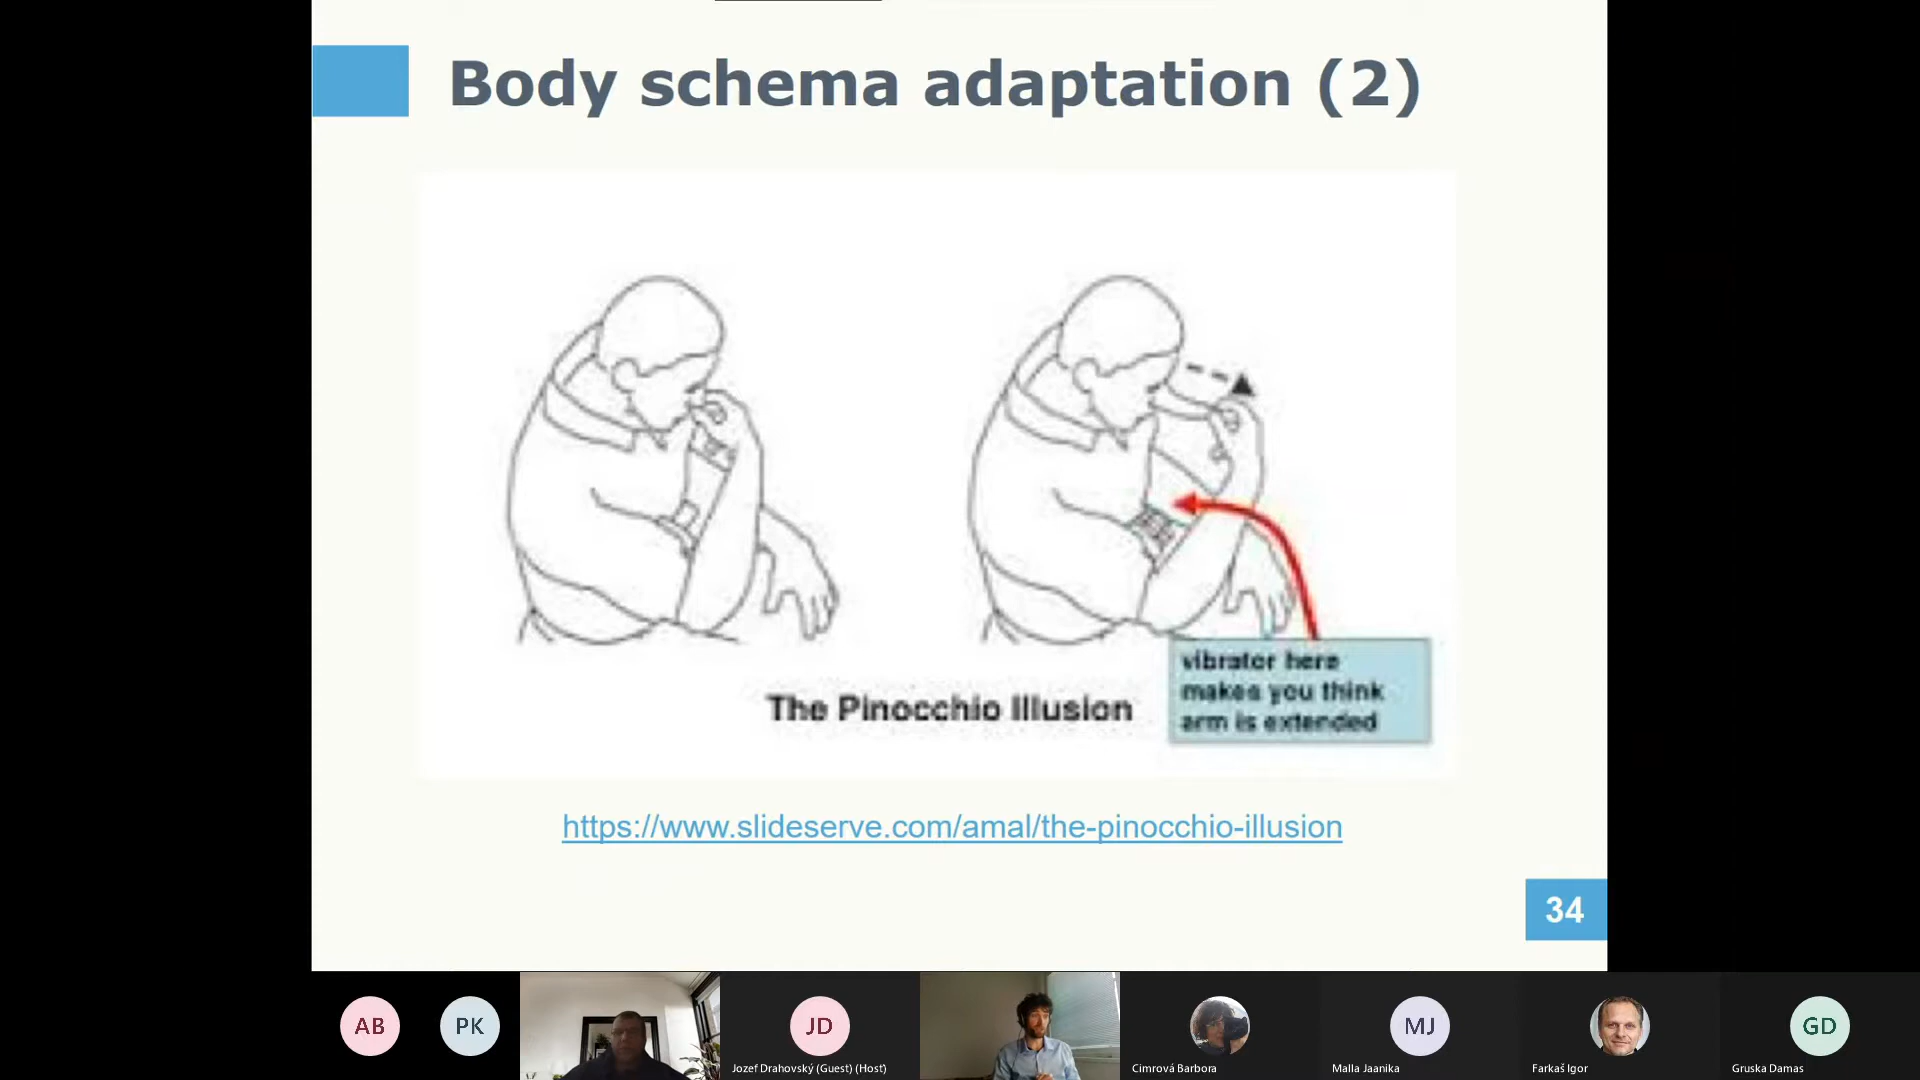 Body schema adaptation (2)
The Pinocchio Illusion
vibrator here
makes you think
arm is extended
https://www.slideserve.com/amal/the-pinocchio-illusion
34
AB
PK
JD
MJ
GD
Jozef Drahovský (Guest) (Host)
Cimrová Barbora
Malla Jaanika
Farkaš Igor
Gruska Damas